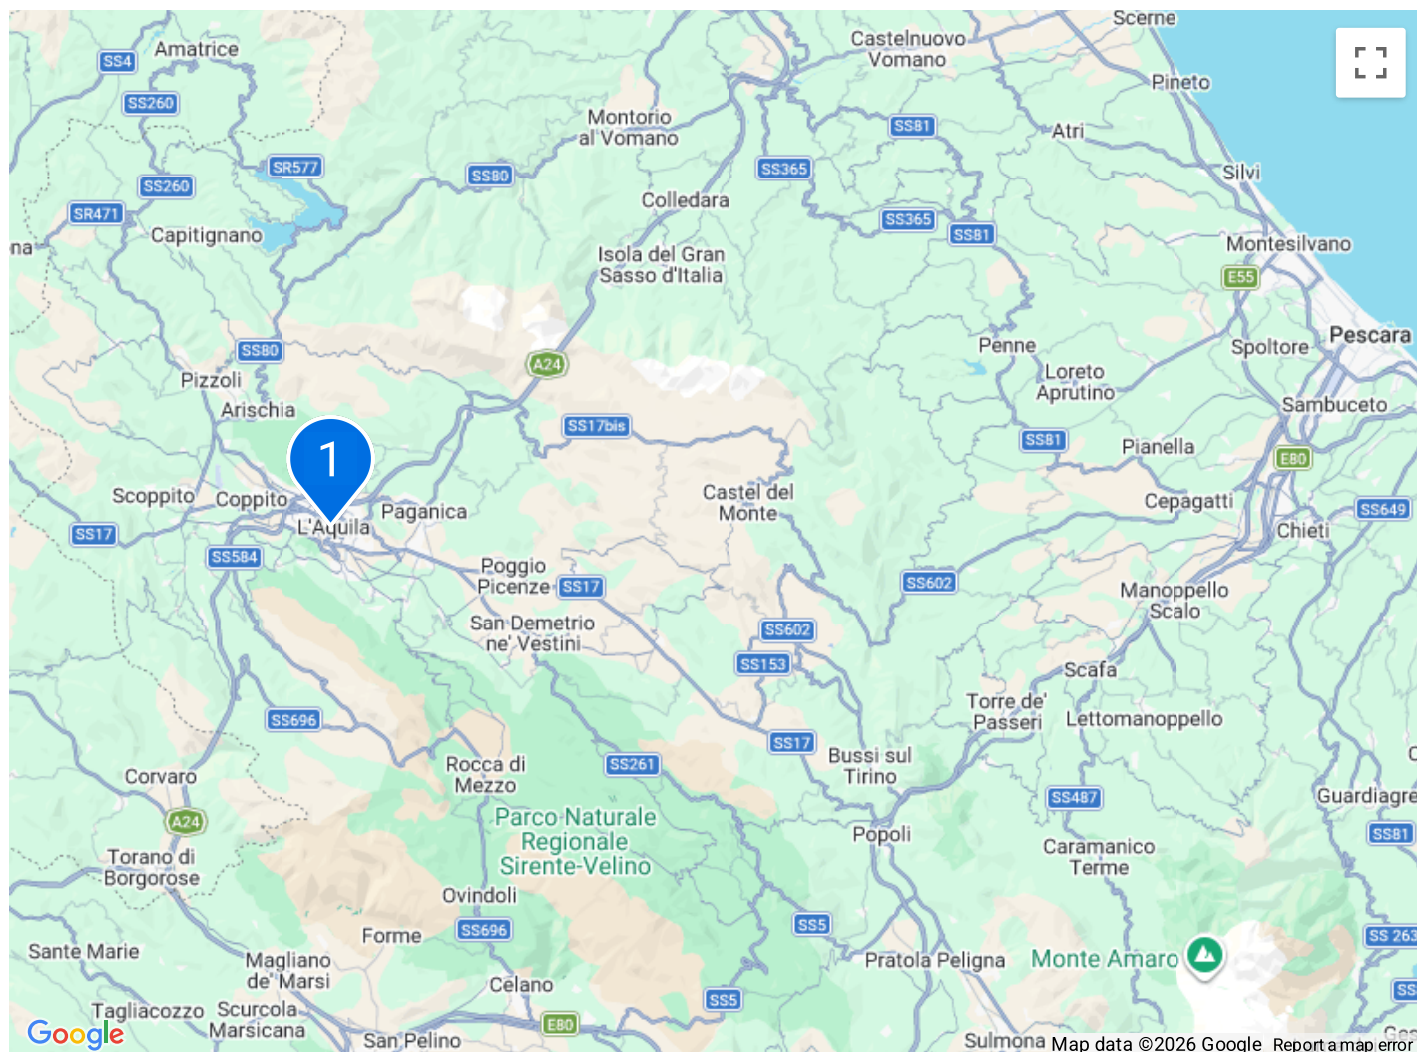 Scerne
Amatrice
SS4
Castelnuovo
Vomano
Pineto
SS260
Montorio
al Vomano
SS81
Atri
SR577
SS80
SS365
Silvi
SS260
Colledara
SR471
SS365
Capitignano
SS81
Montesilvano
Isola del Gran
Sasso d'Italia
E55
Pescara
SS80
Penne
Spoltore
A24
Pizzoli
Loreto
Aprutino
Arischia
Sambuceto
SS17bis
SS81
Pianella
1
E80
Scoppito
Coppito
Castel del
Monte
Cepagatti
SS649
L'Aquila
Paganica
SS17
Chieti
SS584
Poggio
Picenze
SS17
SS602
Manoppello
Scalo
San Demetrio
ne' Vestini
SS602
SS153
Scafa
SS696
Torre de'
Passeri
Lettomanoppello
SS17
Rocca di
Mezzo
SS261
Bussi sul
Tirino
Corvaro
SS487
Guardiagre
A24
Parco Naturale
Regionale
Sirente-Velino
Popoli
SS81
Torano di
Borgorose
Caramanico
Terme
Ovindoli
SS5
Forme
SS696
SS 263
Sante Marie
Magliano
de' Marsi
Pratola Peligna
Monte Amaro
Celano
SS5
Tagliacozzo
Scurcola
Marsicana
E80
Google
San Pelino
Sulmona
Map data ©2026 Google
Report a map error